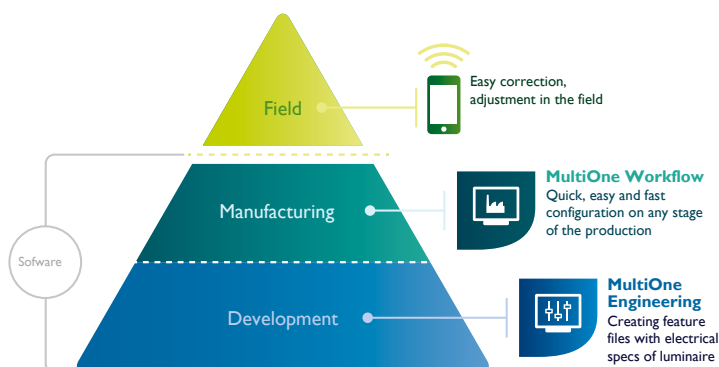 Field
Easy correction,
adjustment in the field
Manufacturing
MultiOne Workflow
Quick, easy and fast
configuration on any stage
of the production
Sofware
Development
MultiOne
Engineering
Creating feature
files with electrical
specs of luminaire